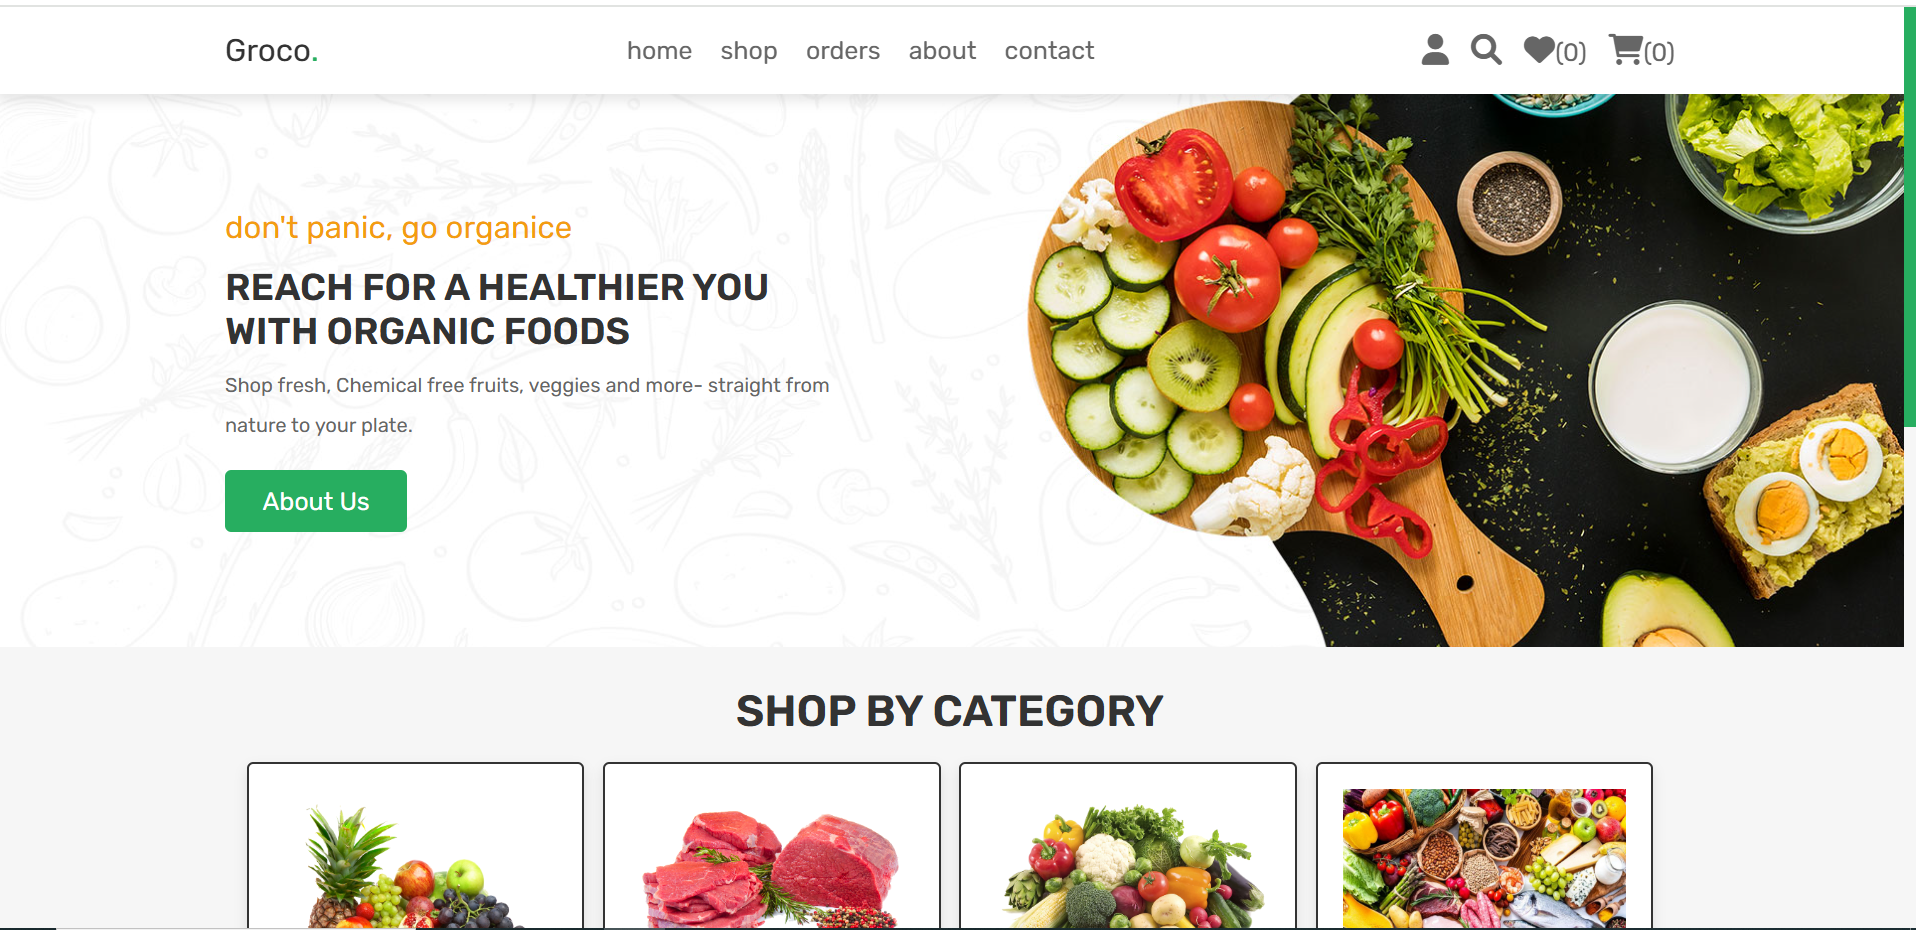 Groco.
home shop orders about contact
(0) (0)
don't panic, go organice
REACH FOR A HEALTHIER YOU
WITH ORGANIC FOODS
Shop fresh, Chemical free fruits, veggies and more- straight from
nature to your plate.
About Us
SHOP BY CATEGORY